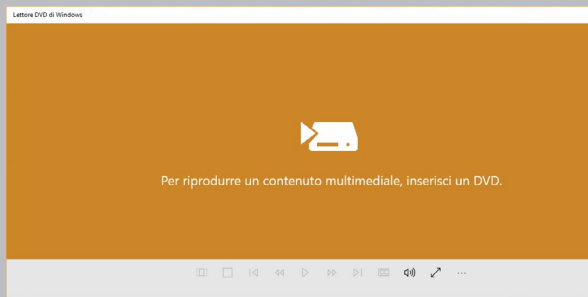 Lettore DVD di Windows
Per riprodurre un contenuto multimediale, inserisci un DVD.